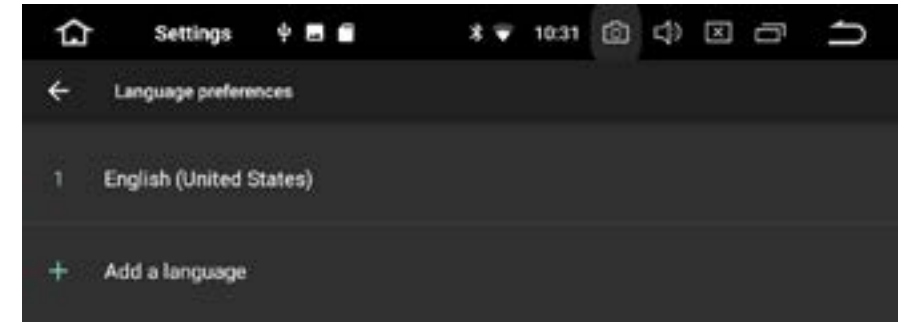 Settings 10:31
Language preferences
1 English (United States)
+ Add a language